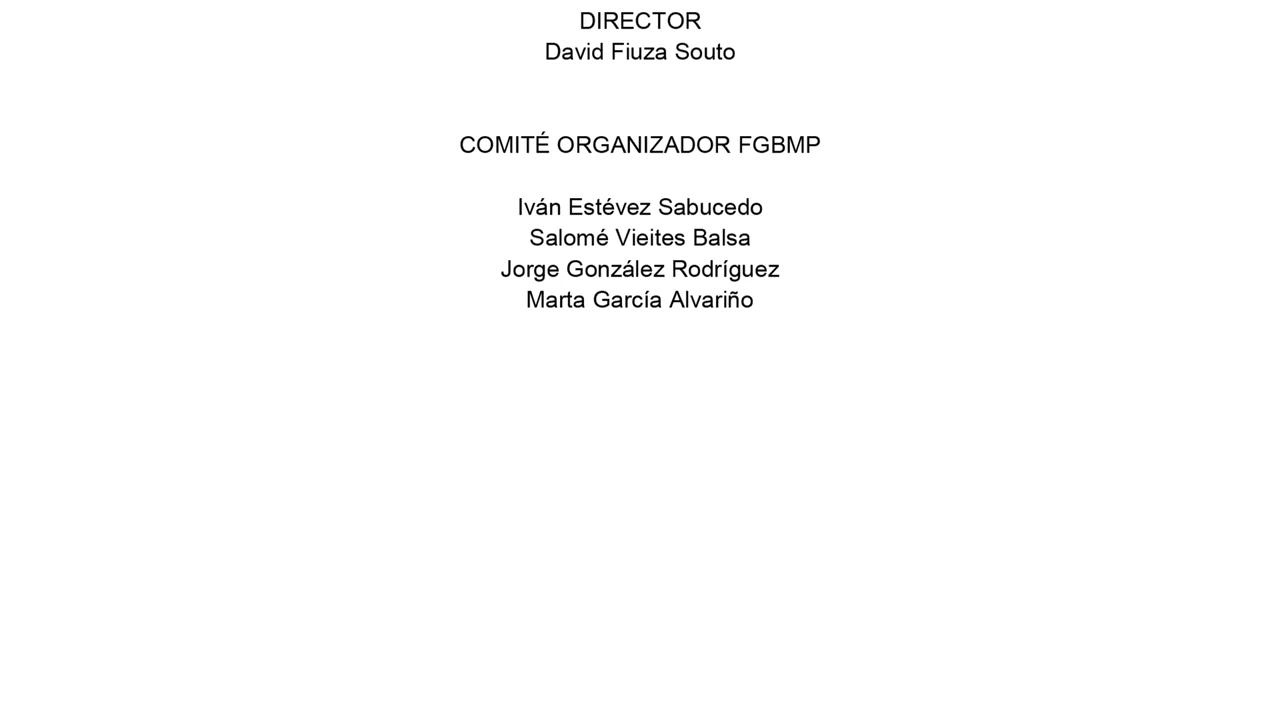 DIRECTOR
David Fiuza Souto
COMITÉ ORGANIZADOR FGBMP
Iván Estévez Sabucedo
Salomé Vieites Balsa
Jorge González Rodríguez
Marta García Alvariño